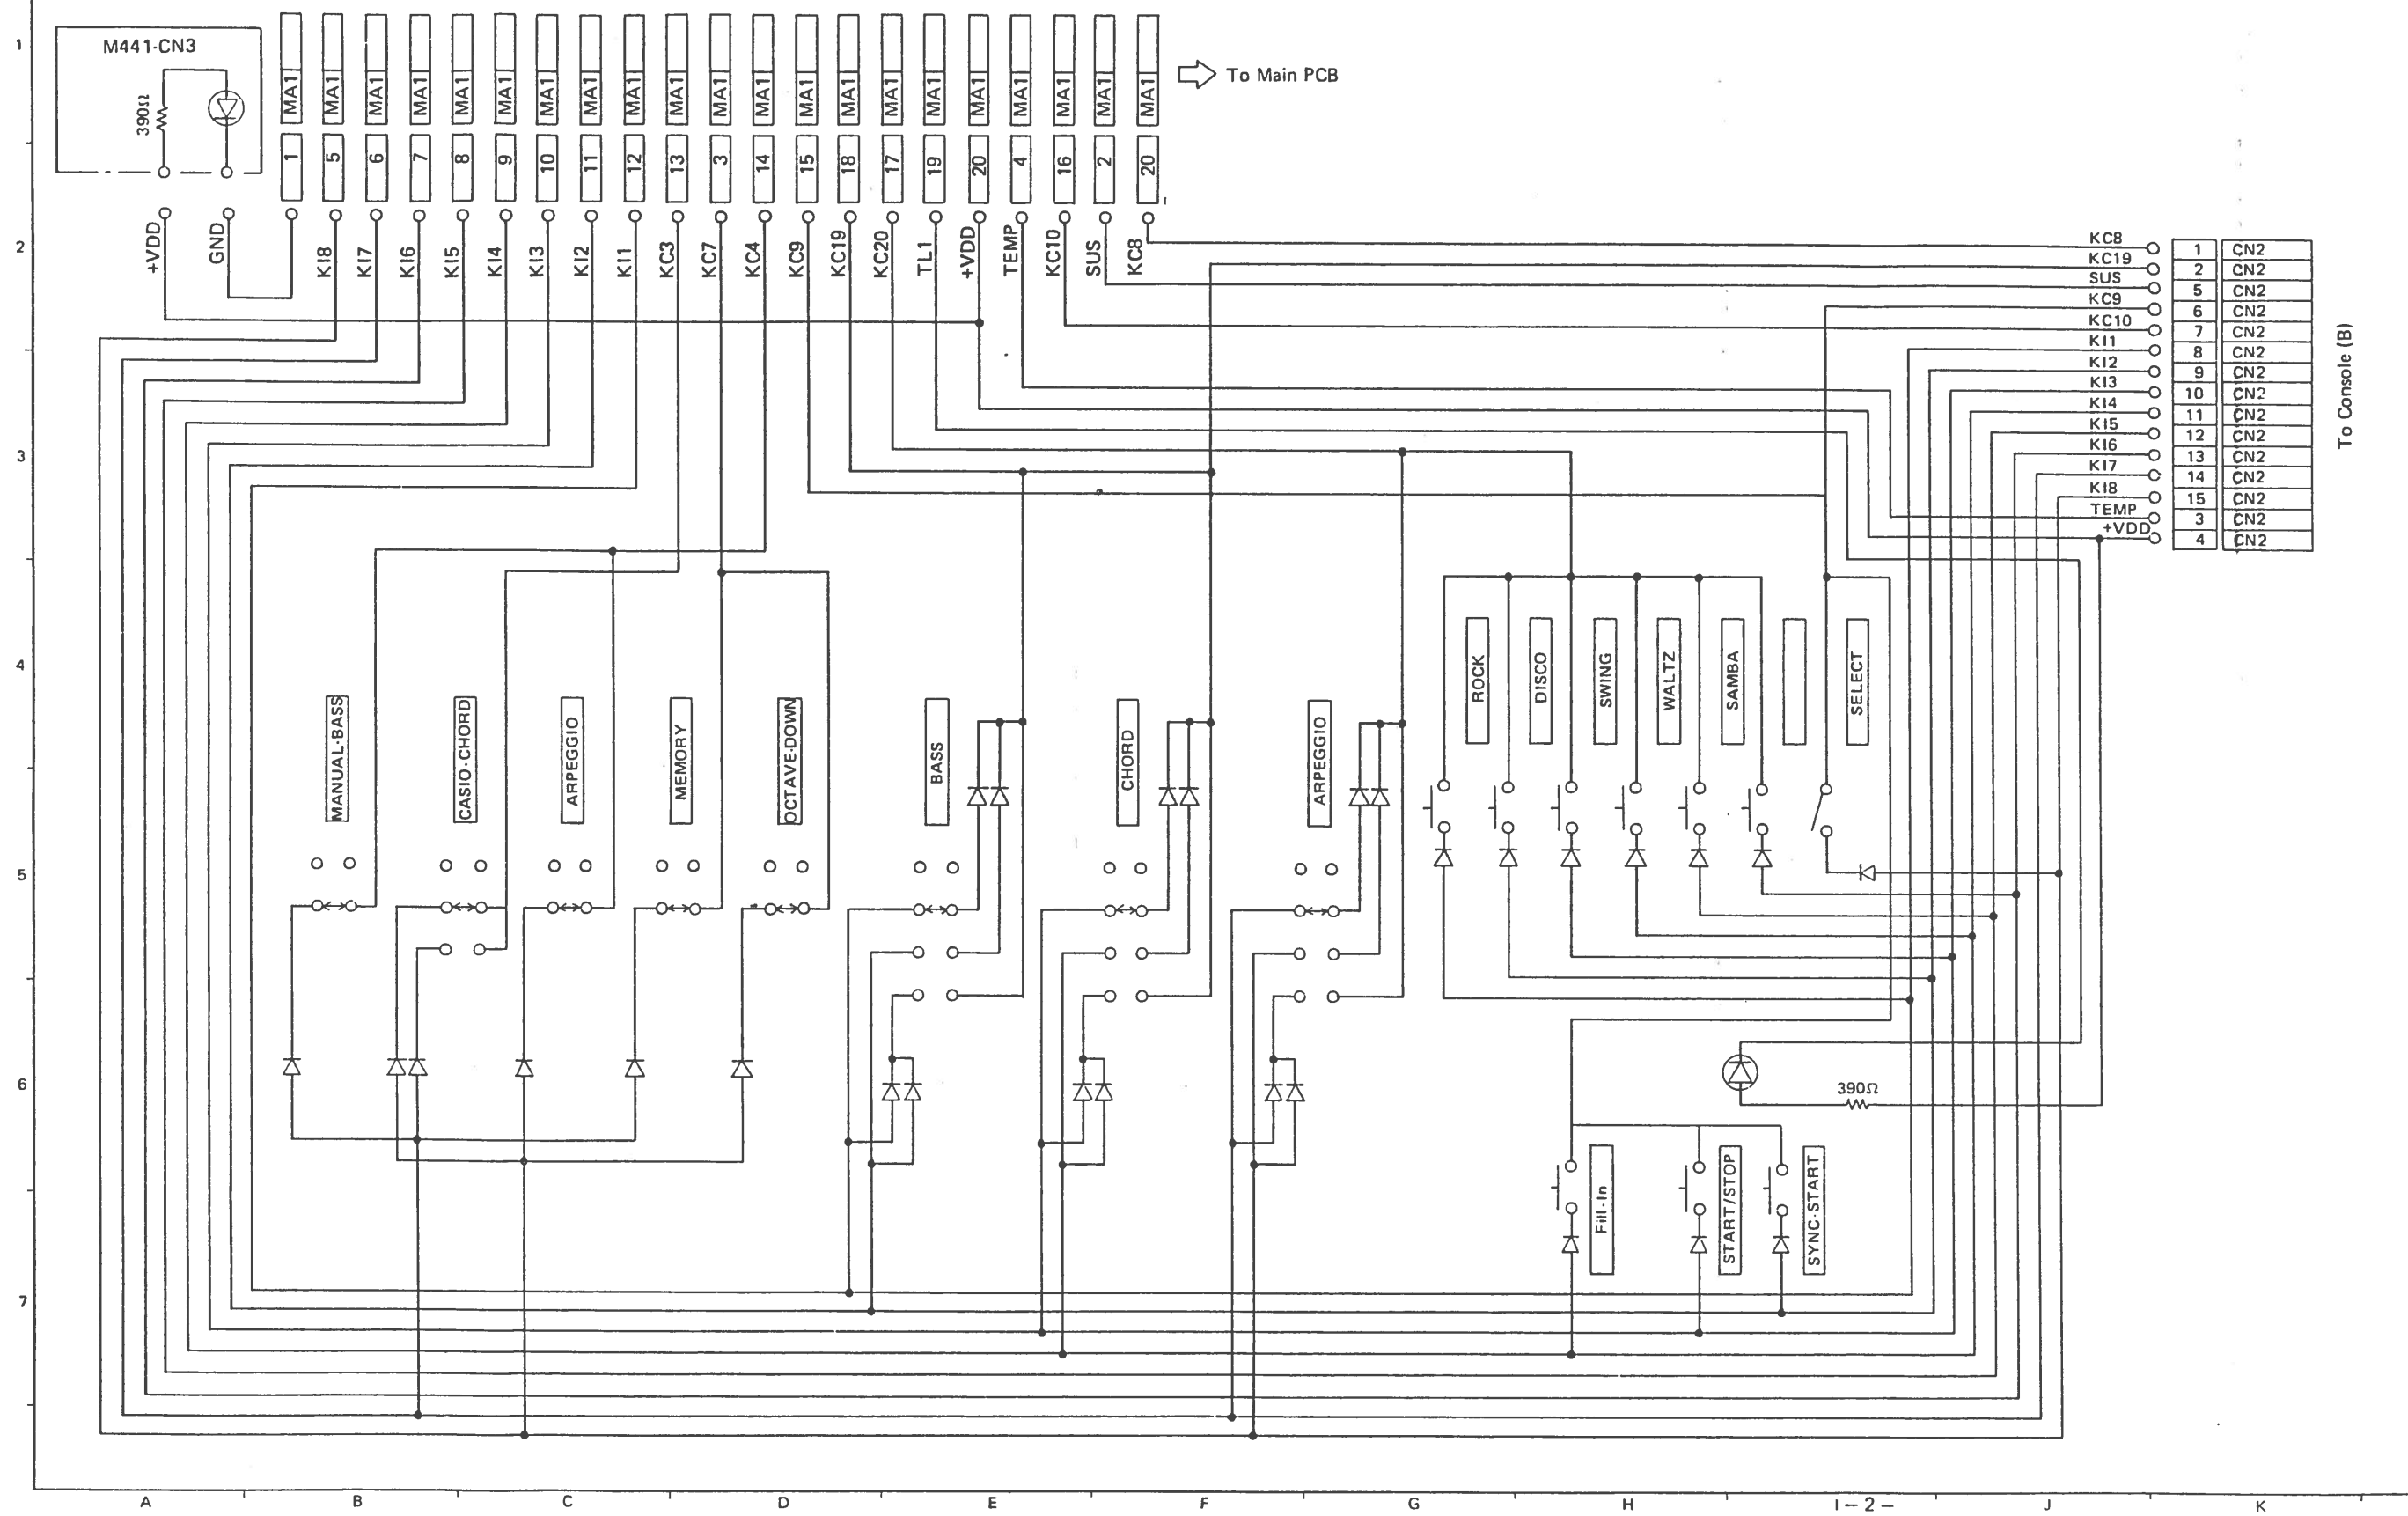 1
M441-CN3
390Ω
MA1 MA1 MA1 MA1 MA1 MA1 MA1 MA1 MA1 MA1 MA1 MA1 MA1 MA1 MA1 MA1 MA1 MA1 MA1 MA1 MA1
To Main PCB
1 5 6 7 8 9 10 11 12 13 3 14 15 18 17 19 20 4 16 2 20
2
+VDD GND KI8 KI7 KI6 KI5 KI4 KI3 KI2 KI1 KC3 KC7 KC4 KC9 KC19 KC20 TL1 +VDD TEMP KC10 SUS KC8
KC8 1 CN2
KC19 2 CN2
SUS 5 CN2
KC9 6 CN2
KC10 7 CN2
KI1 8 CN2
KI2 9 CN2
KI3 10 CN2
KI4 11 CN2
KI5 12 CN2
KI6 13 CN2
KI7 14 CN2
KI8 15 CN2
TEMP 3 CN2
+VDD 4 CN2
To Console (B)
3
4
ROCK
DISCO
SWING
WALTZ
SAMBA
SELECT
MANUAL·BASS
CASIO·CHORD
ARPEGGIO
MEMORY
OCTAVE·DOWN
BASS
CHORD
ARPEGGIO
5
6
390Ω
Fill·In
START/STOP
SYNC·START
7
A B C D E F G H I–2– J K